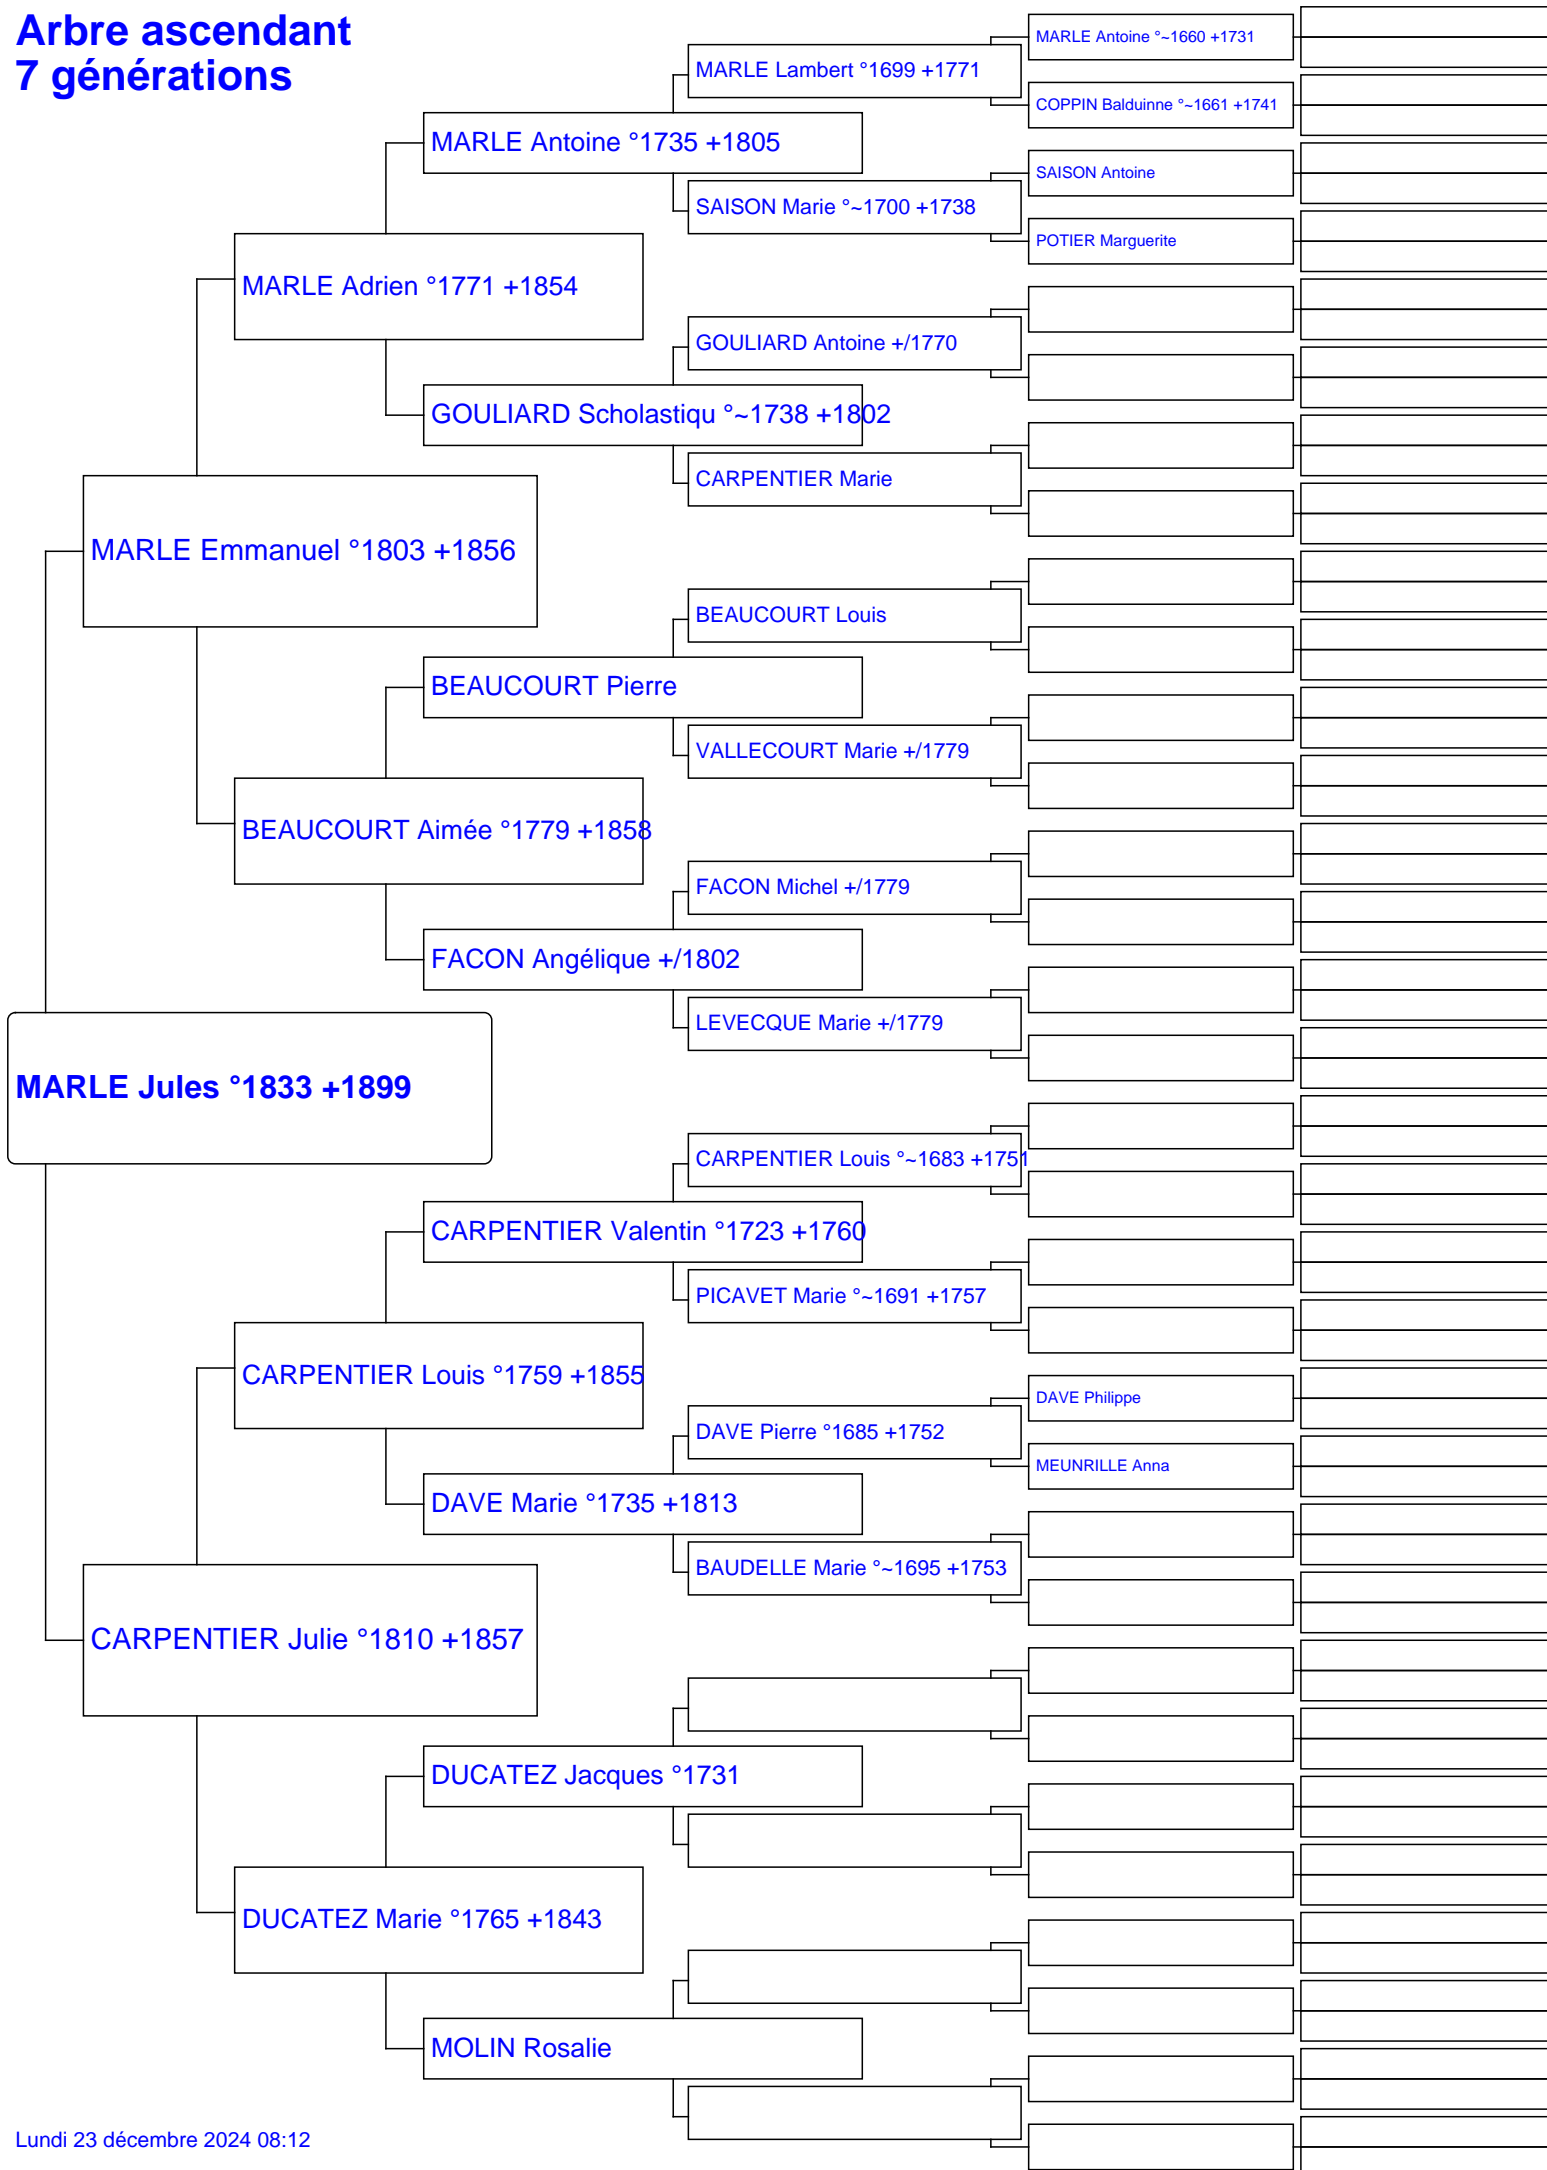 Arbre ascendant
7 générations
MARLE Antoine °~1660 +1731
MARLE Lambert °1699 +1771
COPPIN Balduinne °~1661 +1741
MARLE Antoine °1735 +1805
SAISON Antoine
SAISON Marie °~1700 +1738
POTIER Marguerite
MARLE Adrien °1771 +1854
GOULIARD Antoine +/1770
GOULIARD Scholastiqu °~1738 +1802
CARPENTIER Marie
MARLE Emmanuel °1803 +1856
BEAUCOURT Louis
BEAUCOURT Pierre
VALLECOURT Marie +/1779
BEAUCOURT Aimée °1779 +1858
FACON Michel +/1779
FACON Angélique +/1802
LEVECQUE Marie +/1779
MARLE Jules °1833 +1899
CARPENTIER Louis °~1683 +1751
CARPENTIER Valentin °1723 +1760
PICAVET Marie °~1691 +1757
CARPENTIER Louis °1759 +1855
DAVE Philippe
DAVE Pierre °1685 +1752
MEUNRILLE Anna
DAVE Marie °1735 +1813
BAUDELLE Marie °~1695 +1753
CARPENTIER Julie °1810 +1857
DUCATEZ Jacques °1731
DUCATEZ Marie °1765 +1843
MOLIN Rosalie
Lundi 23 décembre 2024 08:12